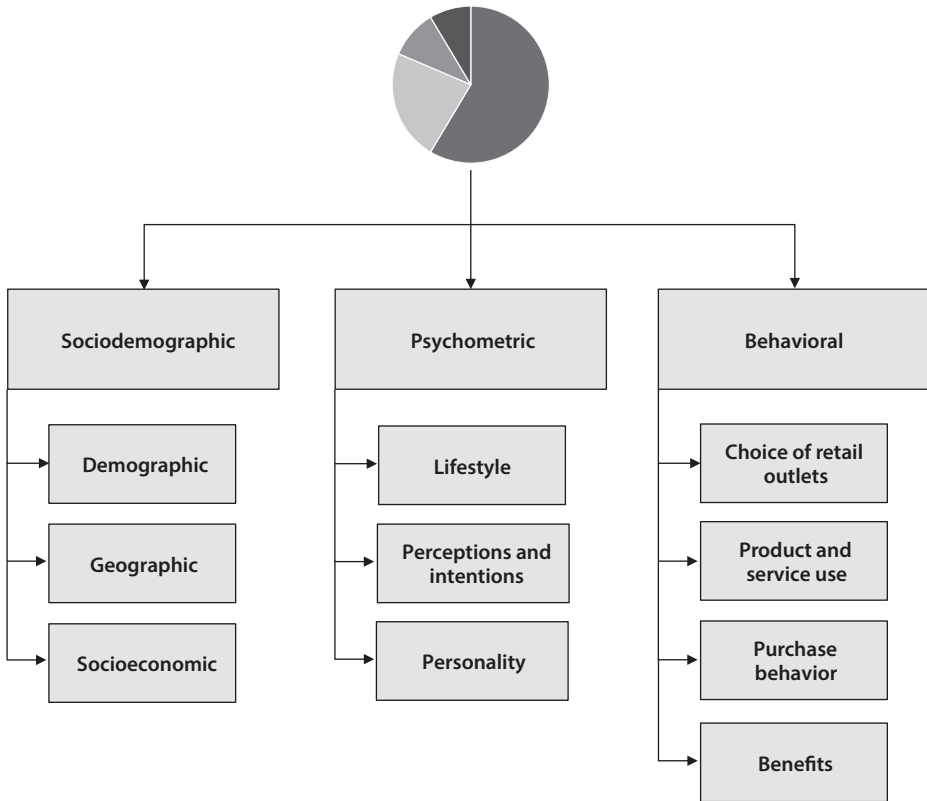 Sociodemographic
Demographic
Geographic
Socioeconomic
Psychometric
Lifestyle
Perceptions and
intentions
Personality
Behavioral
Choice of retail
outlets
Product and
service use
Purchase
behavior
Benefits